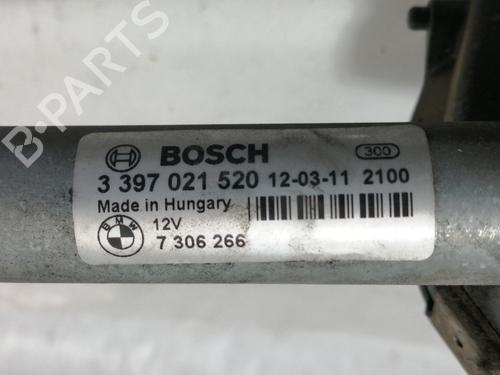 B-PARTS
BOSCH
300
3 397 021 520 12-03-11 2100
Made in Hungary
BMW
12V
7 306 266